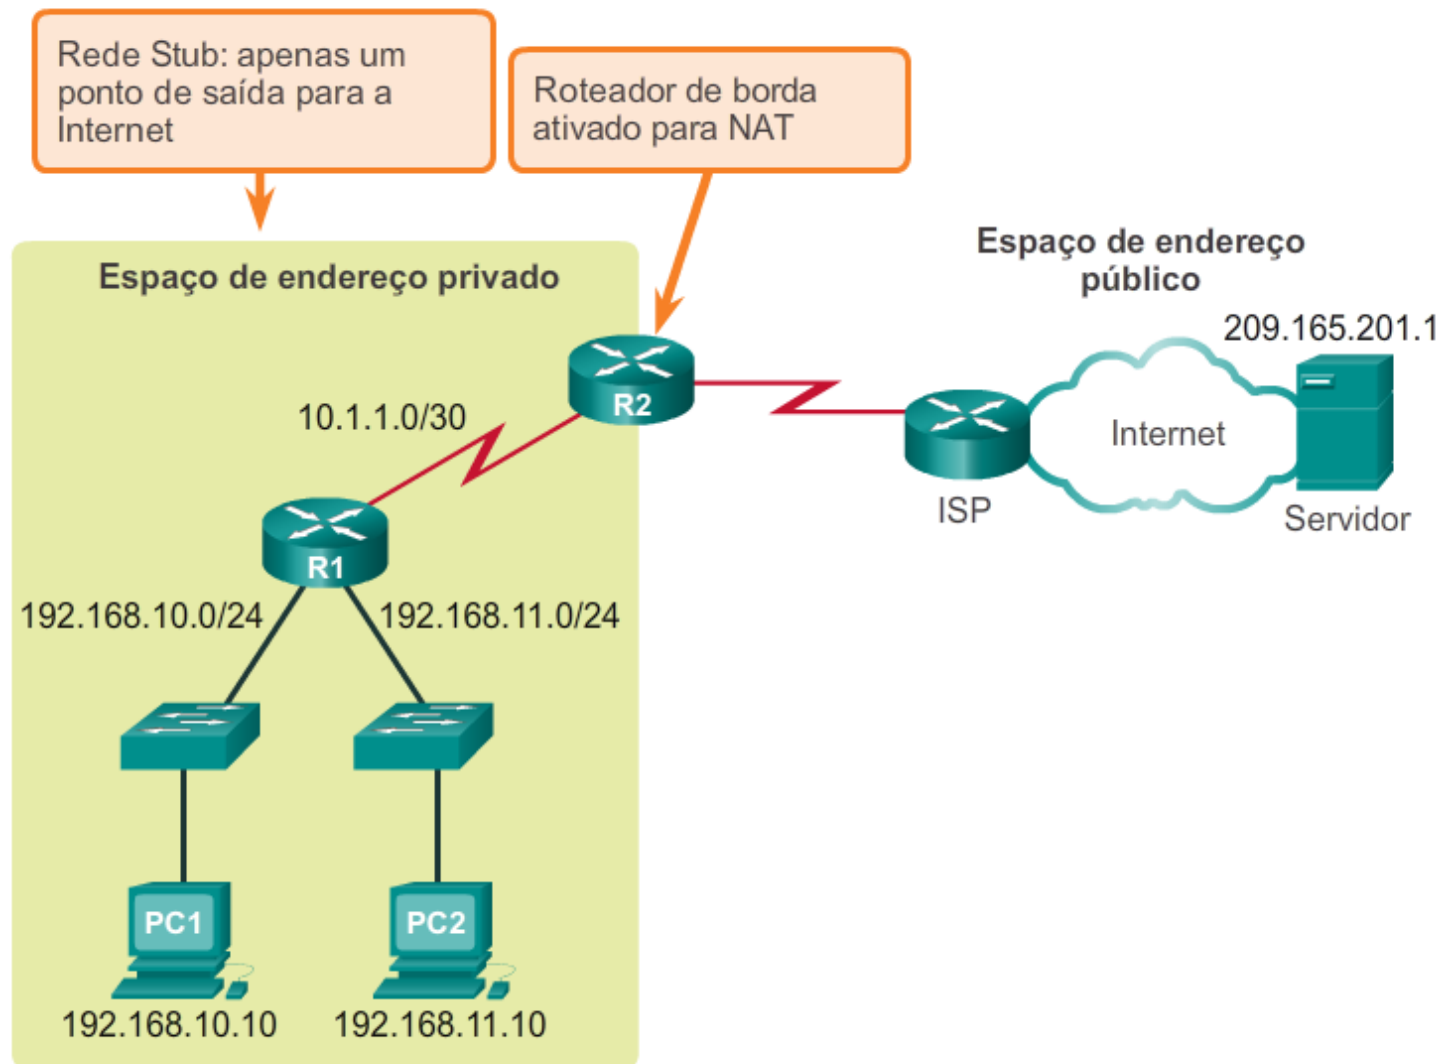 Rede Stub: apenas um
ponto de saída para a
Internet
Roteador de borda
ativado para NAT
Espaço de endereço privado
Espaço de endereço
público
209.165.201.1
R2
10.1.1.0/30
Internet
ISP
Servidor
R1
192.168.10.0/24
192.168.11.0/24
PC1
PC2
192.168.10.10
192.168.11.10